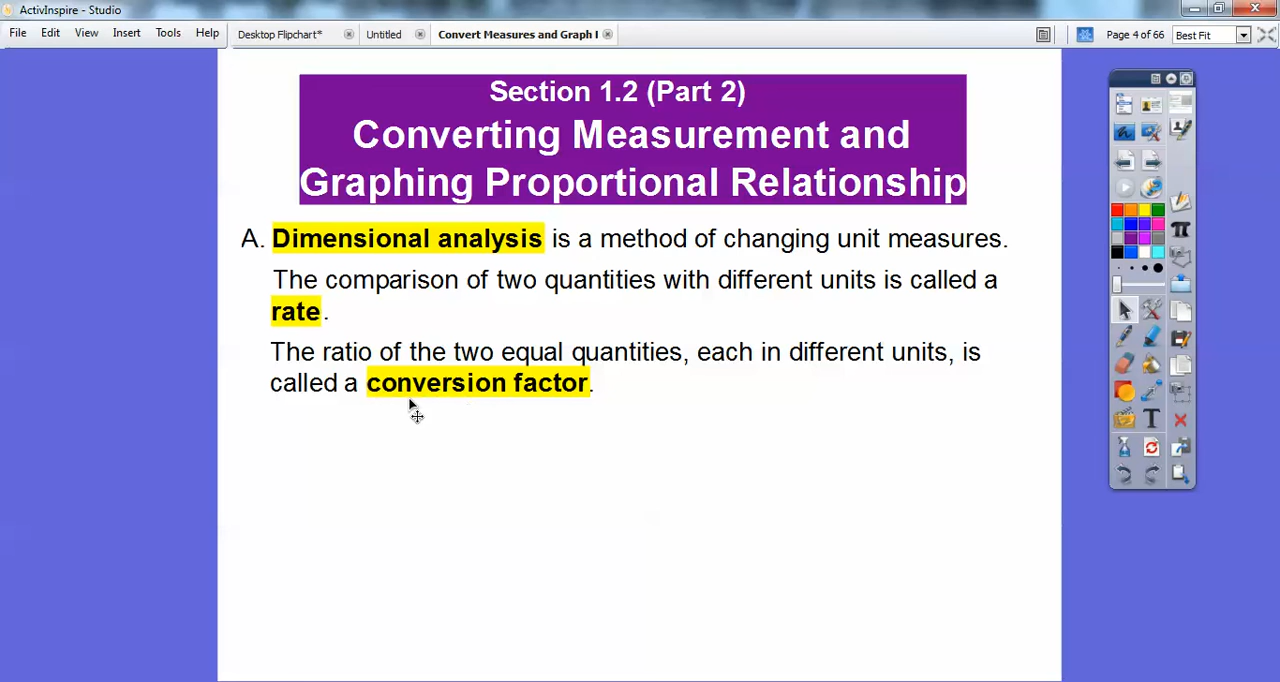 ActivInspire - Studio
File Edit View Insert Tools Help Desktop Flipchart* Untitled Convert Measures and Graph I Page 4 of 66 Best Fit
Section 1.2 (Part 2)
Converting Measurement and
Graphing Proportional Relationship
A. Dimensional analysis is a method of changing unit measures.
The comparison of two quantities with different units is called a
rate.
The ratio of the two equal quantities, each in different units, is
called a conversion factor.